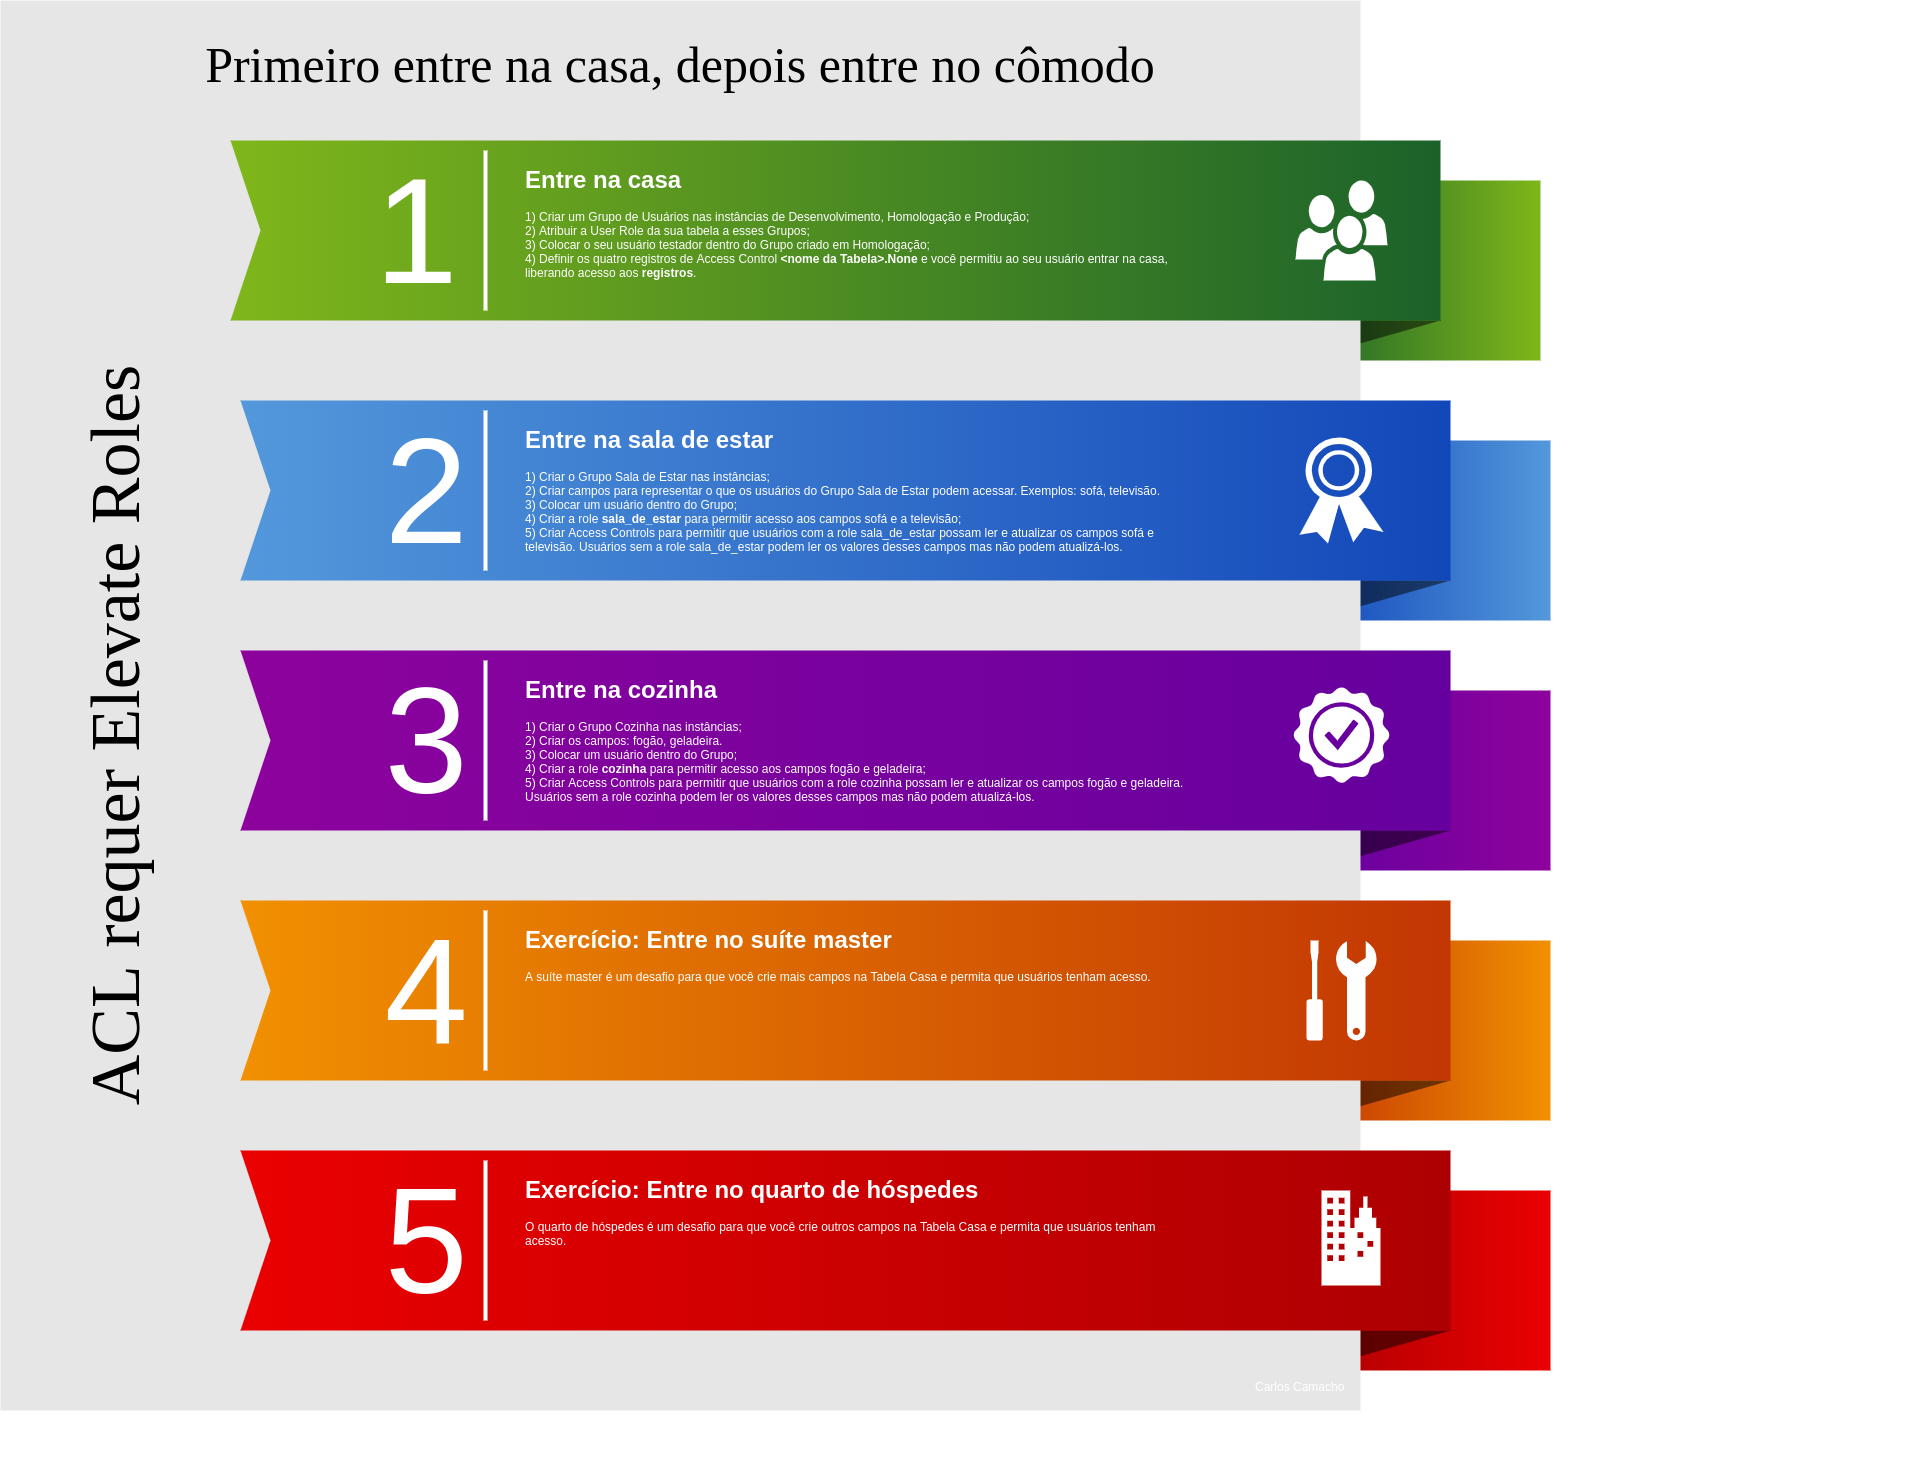 Primeiro entre na casa, depois entre no cômodo
ACL requer Elevate Roles
1
Entre na casa
1) Criar um Grupo de Usuários nas instâncias de Desenvolvimento, Homologação e Produção;
2) Atribuir a User Role da sua tabela a esses Grupos;
3) Colocar o seu usuário testador dentro do Grupo criado em Homologação;
4) Definir os quatro registros de Access Control <nome da Tabela>.None e você permitiu ao seu usuário entrar na casa,
liberando acesso aos registros.
2
Entre na sala de estar
1) Criar o Grupo Sala de Estar nas instâncias;
2) Criar campos para representar o que os usuários do Grupo Sala de Estar podem acessar. Exemplos: sofá, televisão.
3) Colocar um usuário dentro do Grupo;
4) Criar a role sala_de_estar para permitir acesso aos campos sofá e a televisão;
5) Criar Access Controls para permitir que usuários com a role sala_de_estar possam ler e atualizar os campos sofá e
televisão. Usuários sem a role sala_de_estar podem ler os valores desses campos mas não podem atualizá-los.
3
Entre na cozinha
1) Criar o Grupo Cozinha nas instâncias;
2) Criar os campos: fogão, geladeira.
3) Colocar um usuário dentro do Grupo;
4) Criar a role cozinha para permitir acesso aos campos fogão e geladeira;
5) Criar Access Controls para permitir que usuários com a role cozinha possam ler e atualizar os campos fogão e geladeira.
Usuários sem a role cozinha podem ler os valores desses campos mas não podem atualizá-los.
4
Exercício: Entre no suíte master
A suíte master é um desafio para que você crie mais campos na Tabela Casa e permita que usuários tenham acesso.
5
Exercício: Entre no quarto de hóspedes
O quarto de hóspedes é um desafio para que você crie outros campos na Tabela Casa e permita que usuários tenham
acesso.
Carlos Camacho